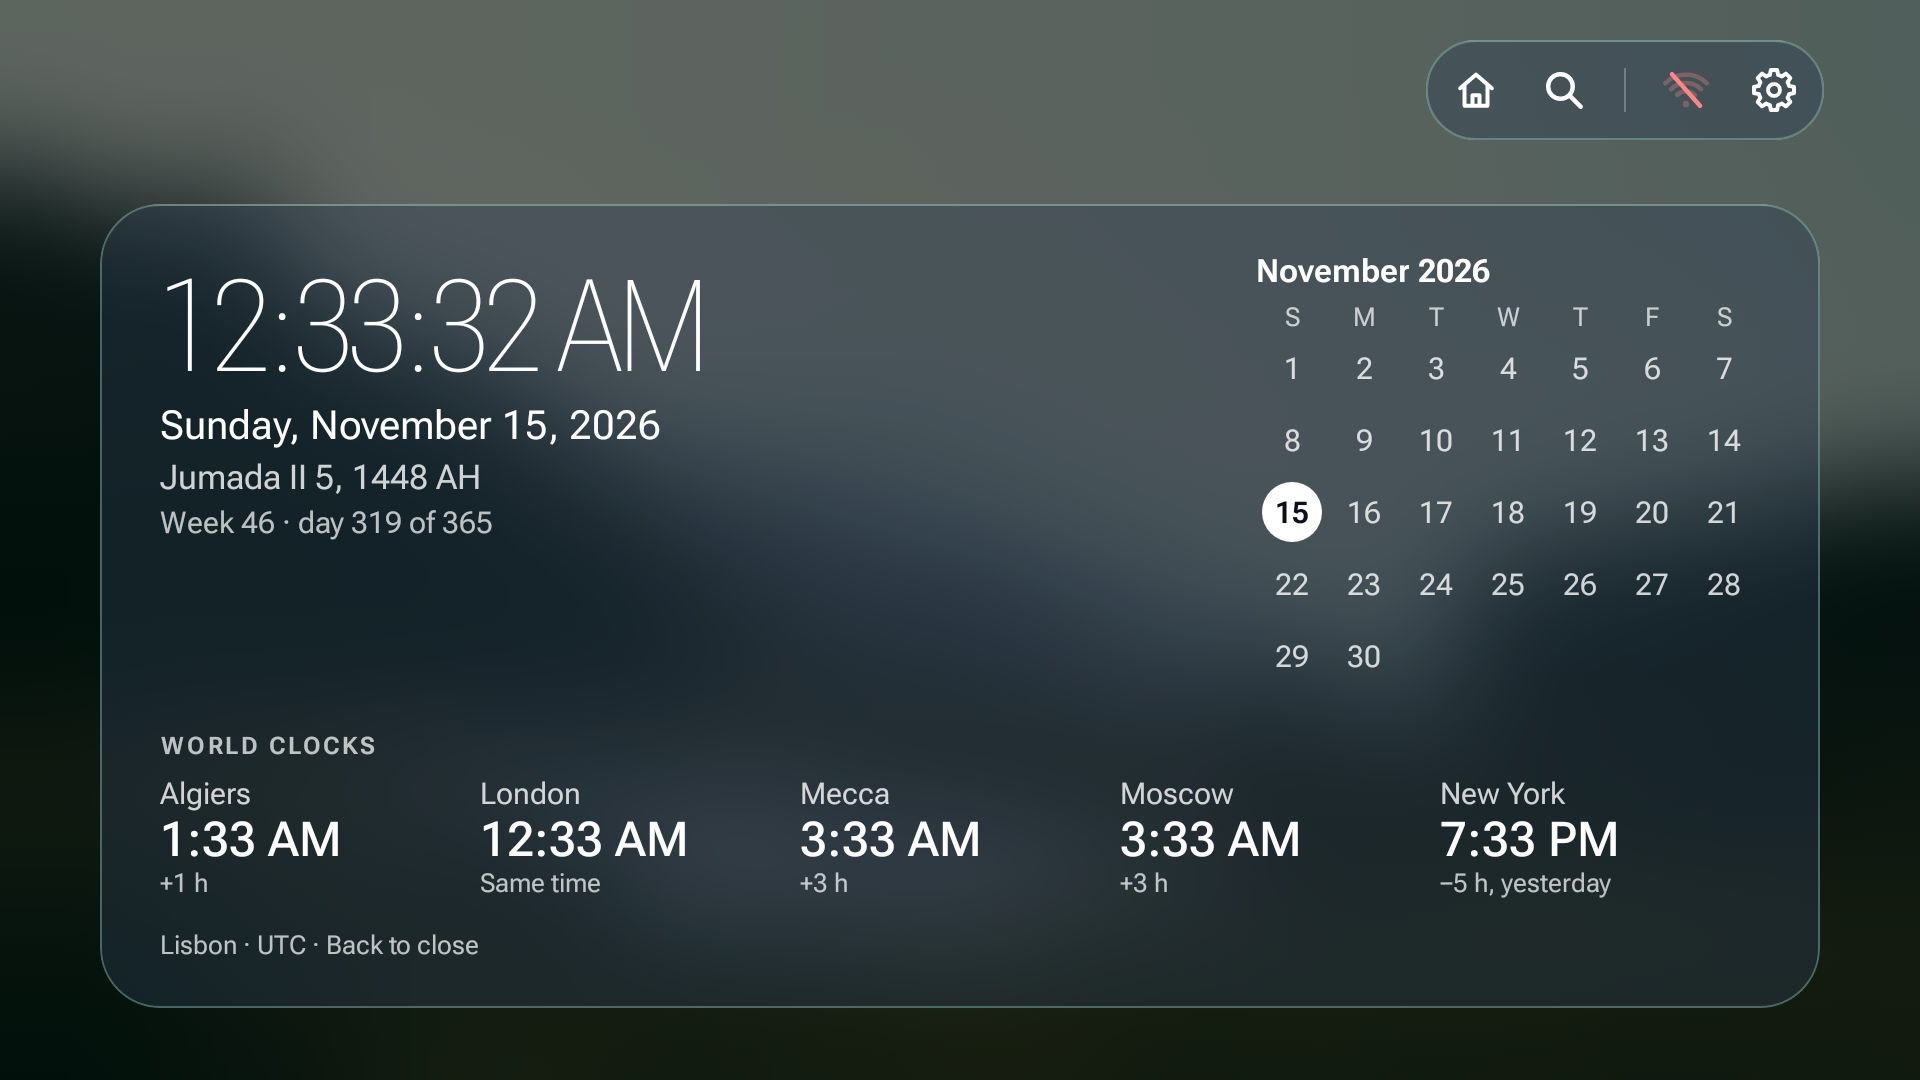 12:33:32 AM
Sunday, November 15, 2026
Jumada II 5, 1448 AH
Week 46 · day 319 of 365
November 2026
S M T W T F S
1 2 3 4 5 6 7
8 9 10 11 12 13 14
15 16 17 18 19 20 21
22 23 24 25 26 27 28
29 30
WORLD CLOCKS
Algiers London Mecca Moscow New York
1:33 AM 12:33 AM 3:33 AM 3:33 AM 7:33 PM
+1 h Same time +3 h +3 h −5 h, yesterday
Lisbon · UTC · Back to close